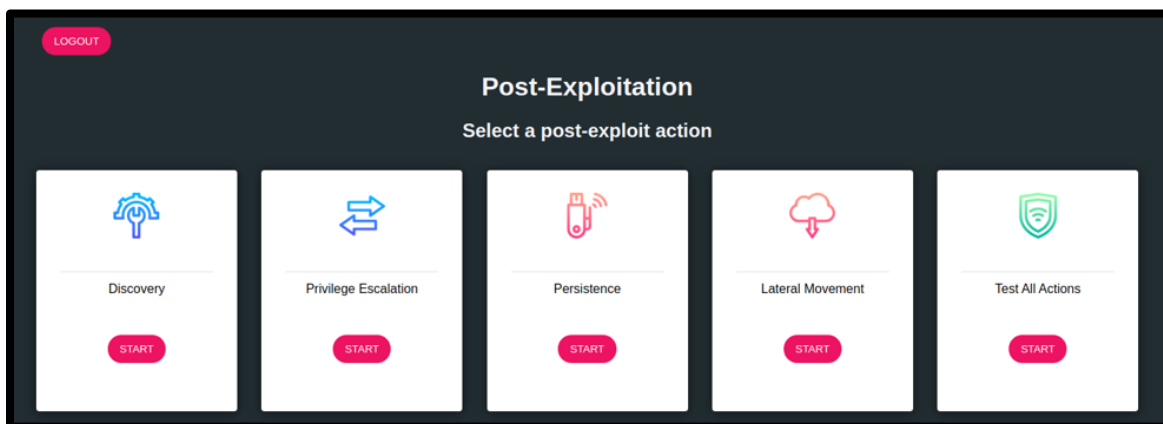 LOGOUT
Post-Exploitation
Select a post-exploit action
Discovery
Privilege Escalation
Persistence
Lateral Movement
Test All Actions
START
START
START
START
START